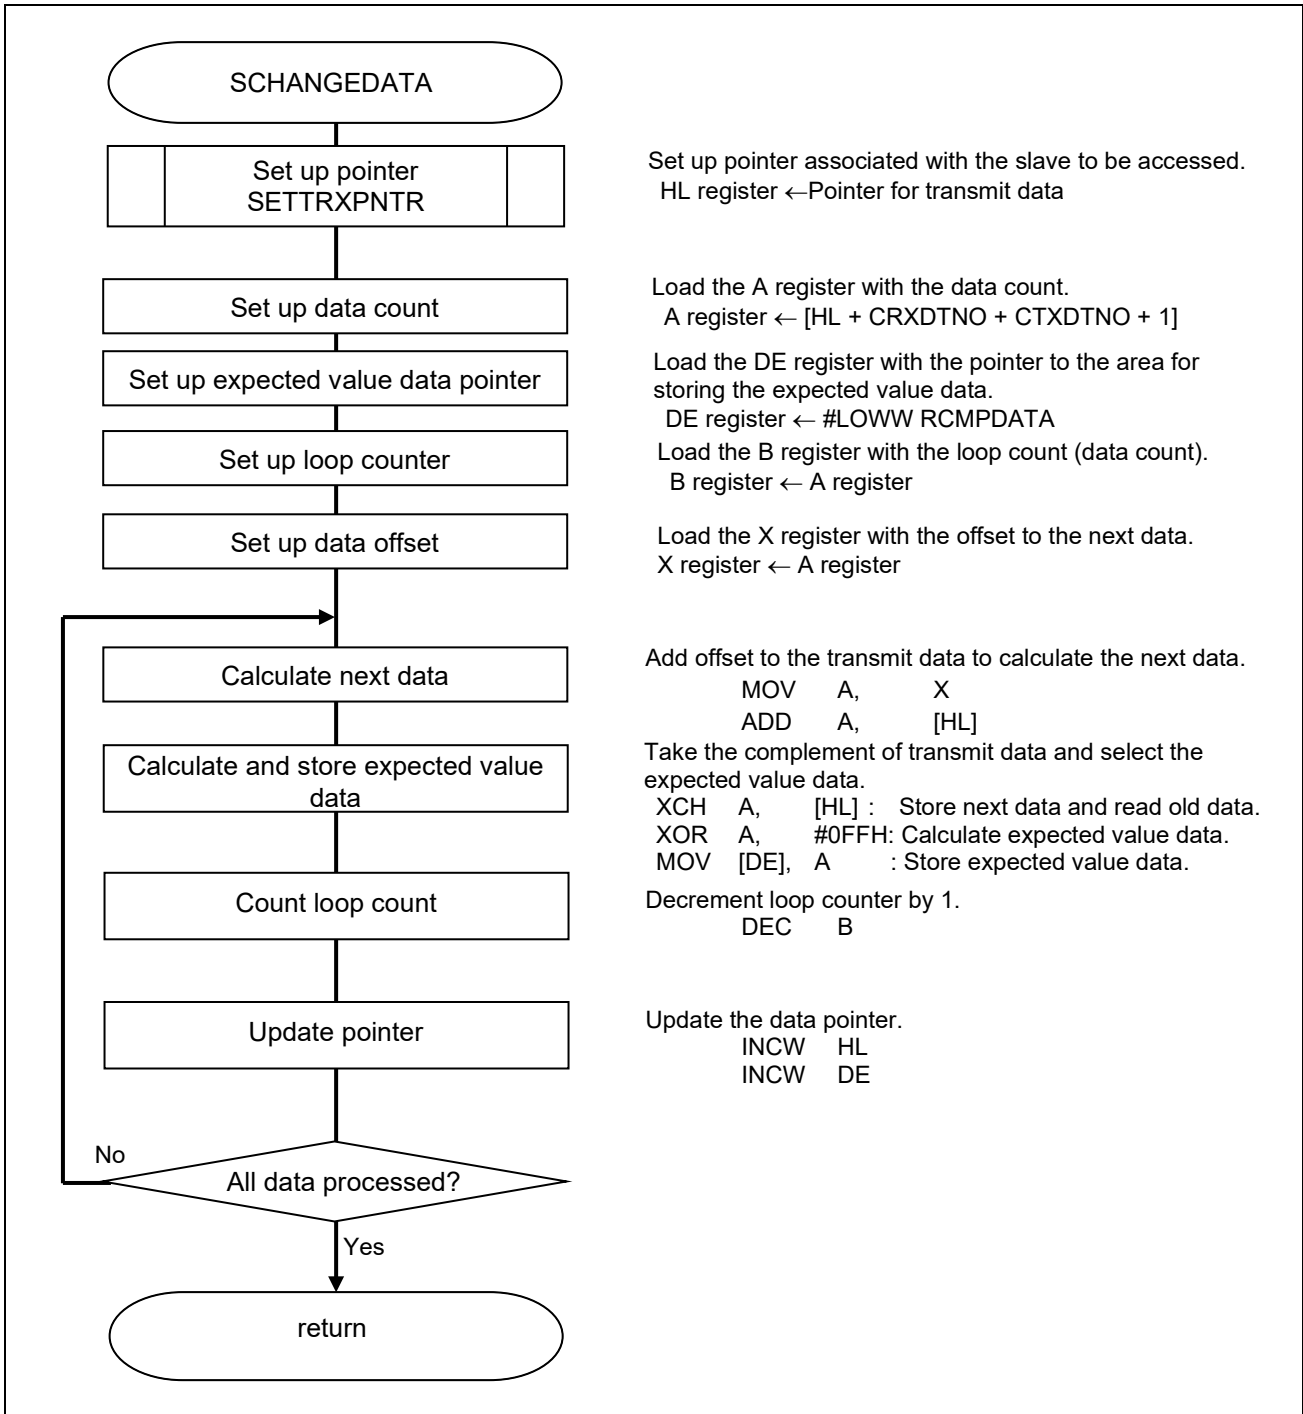 SCHANGEDATA
Set up pointer
SETTRXPNTR
Set up pointer associated with the slave to be accessed.
HL register ←Pointer for transmit data
Set up data count
Load the A register with the data count.
A register ← [HL + CRXDTNO + CTXDTNO + 1]
Set up expected value data pointer
Load the DE register with the pointer to the area for
storing the expected value data.
DE register ← #LOWW RCMPDATA
Set up loop counter
Load the B register with the loop count (data count).
B register ← A register
Set up data offset
Load the X register with the offset to the next data.
X register ← A register
Calculate next data
Add offset to the transmit data to calculate the next data.
MOV A, X
ADD A, [HL]
Calculate and store expected value
data
Take the complement of transmit data and select the
expected value data.
XCH A, [HL] : Store next data and read old data.
XOR A, #0FFH: Calculate expected value data.
MOV [DE], A : Store expected value data.
Count loop count
Decrement loop counter by 1.
DEC B
Update pointer
Update the data pointer.
INCW HL
INCW DE
No
All data processed?
Yes
return